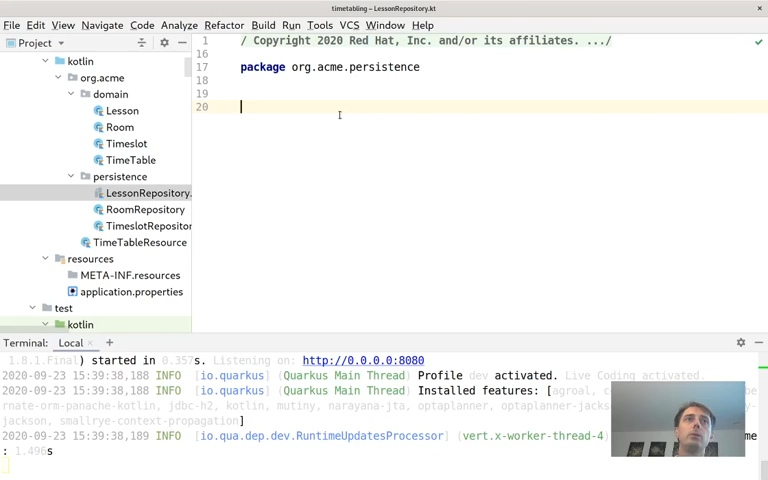 timetabling – LessonRepository.kt
File Edit View Navigate Code Analyze Refactor Build Run Tools VCS Window Help
Project
kotlin
org.acme
domain
Lesson
Room
Timeslot
TimeTable
persistence
LessonRepository.
RoomRepository
TimeslotRepositor
TimeTableResource
resources
META-INF.resources
application.properties
test
kotlin
1 / Copyright 2020 Red Hat, Inc. and/or its affiliates. .../
16
17 package org.acme.persistence
18
19
20
Terminal: Local × +
1.8.1.Final) started in 0.357s. Listening on: http://0.0.0.0:8080
2020-09-23 15:39:38,188 INFO [io.quarkus] (Quarkus Main Thread) Profile dev activated. Live Coding activated.
2020-09-23 15:39:38,188 INFO [io.quarkus] (Quarkus Main Thread) Installed features: [agroal, c
rnate-orm-panache-kotlin, jdbc-h2, kotlin, mutiny, narayana-jta, optaplanner, optaplanner-jacks
jackson, smallrye-context-propagation]
2020-09-23 15:39:38,189 INFO [io.qua.dep.dev.RuntimeUpdatesProcessor] (vert.x-worker-thread-4) me
: 1.496s